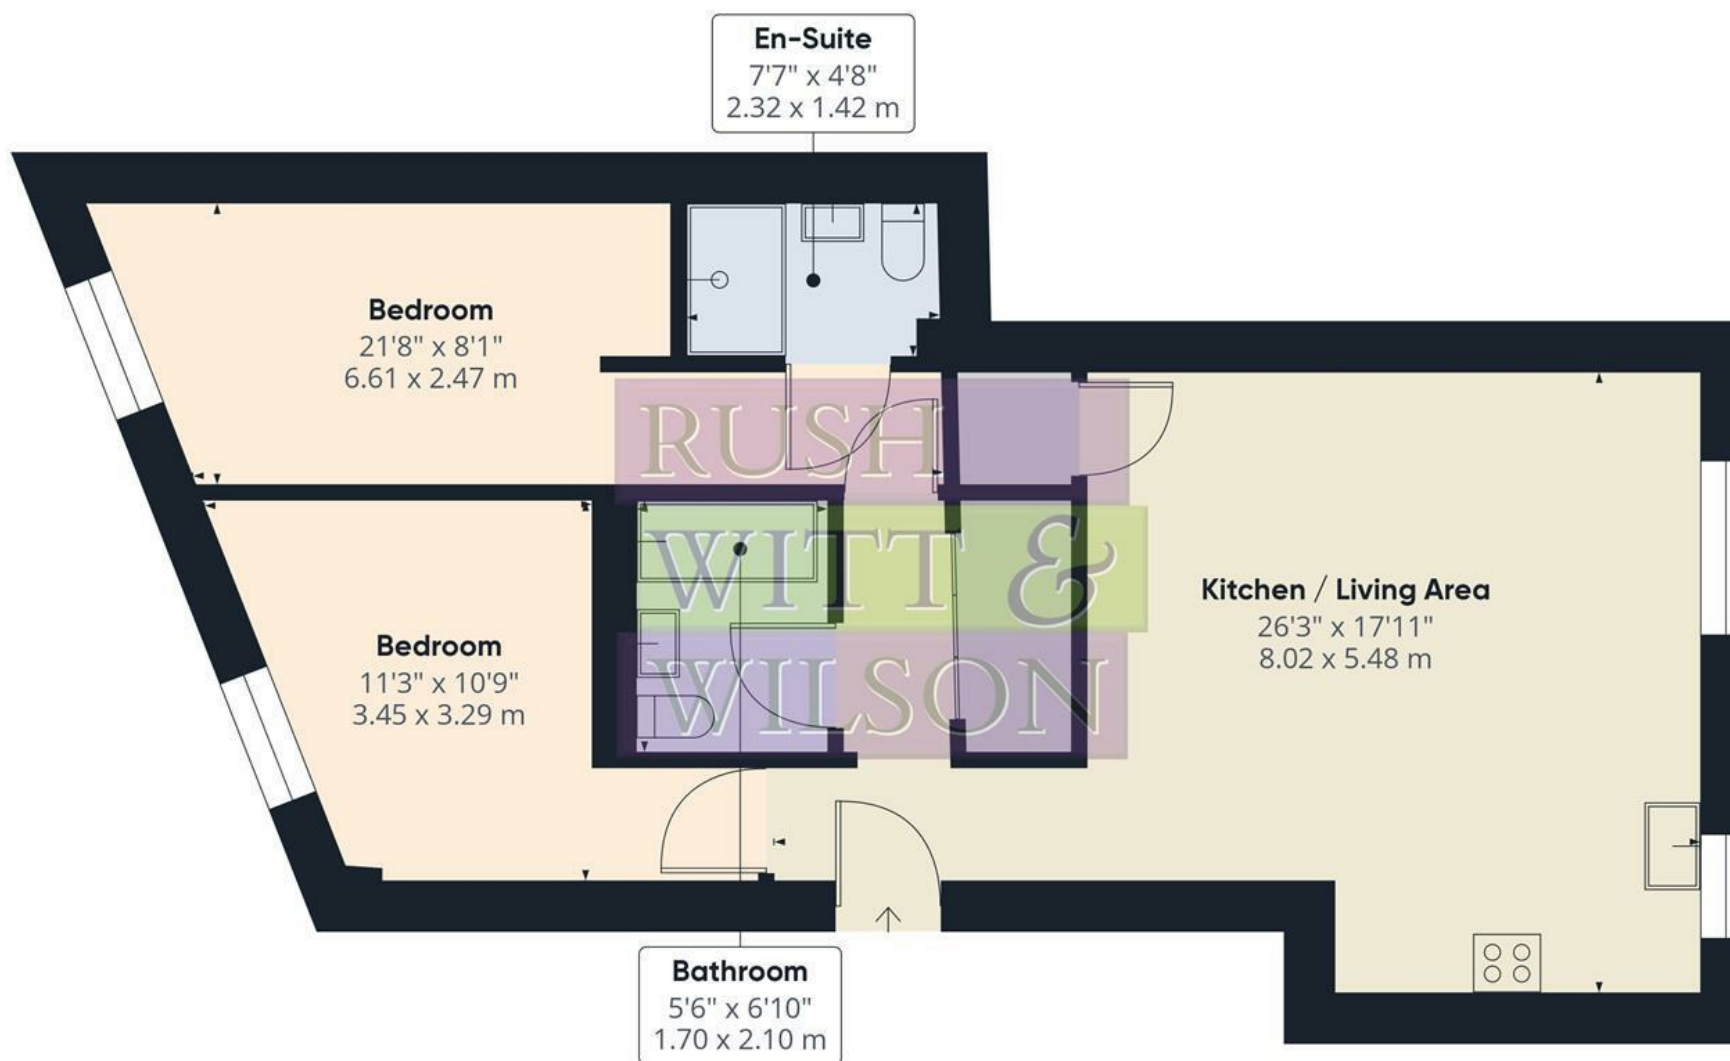 En-Suite
7'7" x 4'8"
2.32 x 1.42 m
Bedroom
21'8" x 8'1"
6.61 x 2.47 m
RUSH
WITT &
WILSON
Kitchen / Living Area
26'3" x 17'11"
8.02 x 5.48 m
Bedroom
11'3" x 10'9"
3.45 x 3.29 m
Bathroom
5'6" x 6'10"
1.70 x 2.10 m